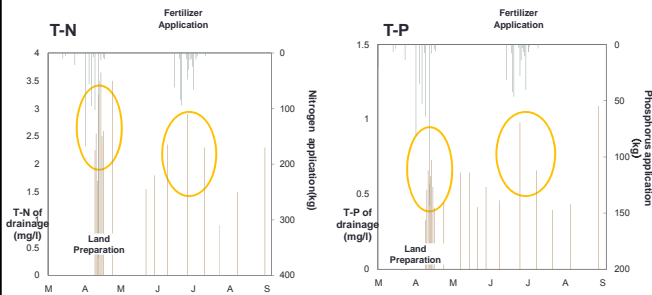 T-N
Fertilizer
Application
4
3.5
3
2.5
2
1.5
1
0.5
0
T-N of
drainage
(mg/l)
Land
Preparation
0
100
200
300
400
Nitrogen application(kg)
M A M J J A S
T-P
Fertilizer
Application
1.5
1
0.5
0
T-P of
drainage
(mg/l)
Land
Preparation
0
50
100
150
200
Phosphorus application
(kg)
M A M J J A S